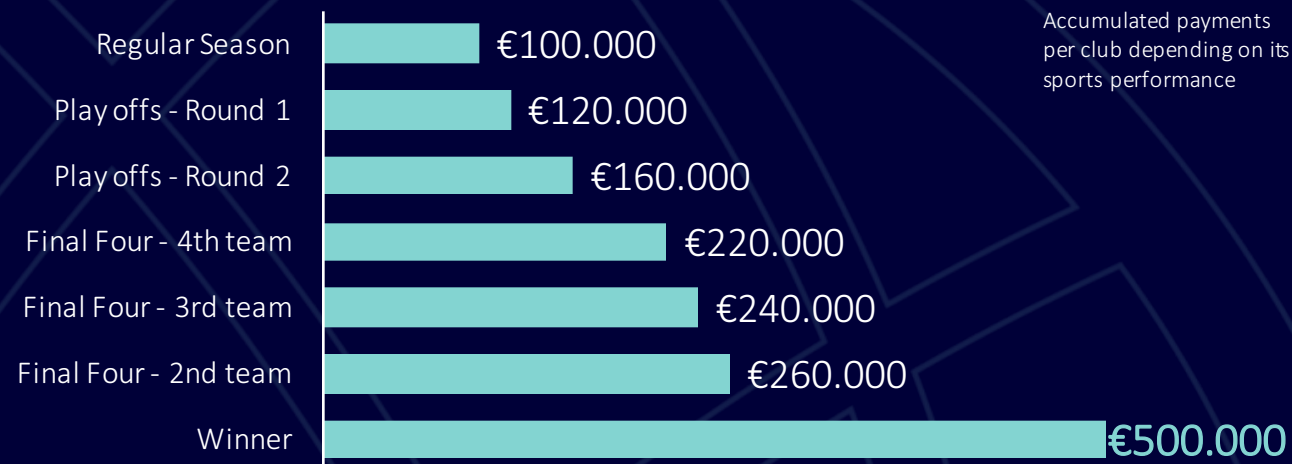 Accumulated payments
per club depending on its
sports performance
Regular Season €100.000
Play offs - Round 1 €120.000
Play offs - Round 2 €160.000
Final Four - 4th team €220.000
Final Four - 3rd team €240.000
Final Four - 2nd team €260.000
Winner €500.000